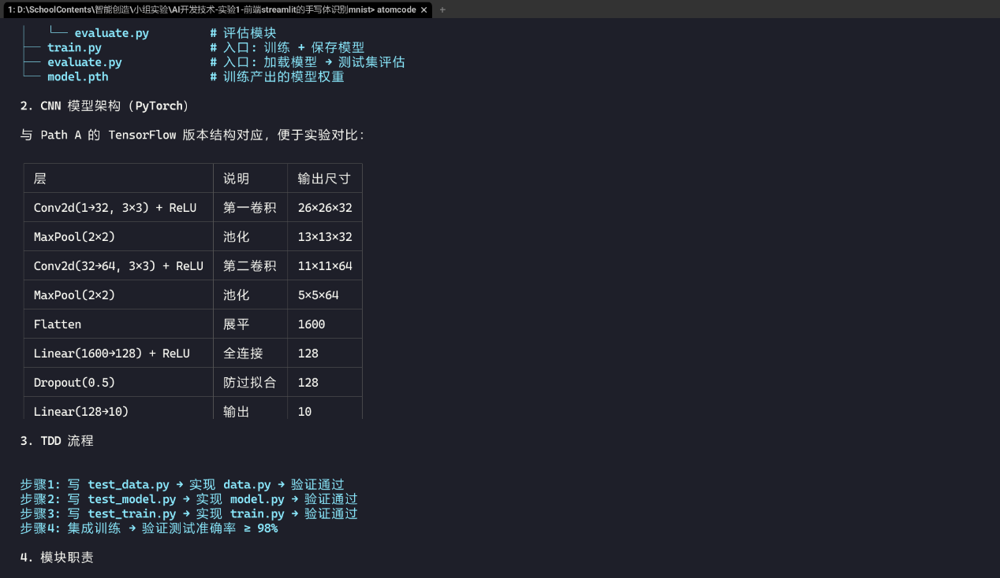 1: D:\SchoolContents\智能创造\小组实验\AI开发技术-实验1-前端streamlit的手写体识别mnist> atomcode × +
└── evaluate.py # 评估模块
├── train.py # 入口: 训练 + 保存模型
├── evaluate.py # 入口: 加载模型 → 测试集评估
└── model.pth # 训练产出的模型权重
2. CNN 模型架构 (PyTorch)
与 Path A 的 TensorFlow 版本结构对应, 便于实验对比:
层 说明 输出尺寸
Conv2d(1→32, 3×3) + ReLU 第一卷积 26×26×32
MaxPool(2×2) 池化 13×13×32
Conv2d(32→64, 3×3) + ReLU 第二卷积 11×11×64
MaxPool(2×2) 池化 5×5×64
Flatten 展平 1600
Linear(1600→128) + ReLU 全连接 128
Dropout(0.5) 防过拟合 128
Linear(128→10) 输出 10
3. TDD 流程
步骤1: 写 test_data.py → 实现 data.py → 验证通过
步骤2: 写 test_model.py → 实现 model.py → 验证通过
步骤3: 写 test_train.py → 实现 train.py → 验证通过
步骤4: 集成训练 → 验证测试准确率 ≥ 98%
4. 模块职责